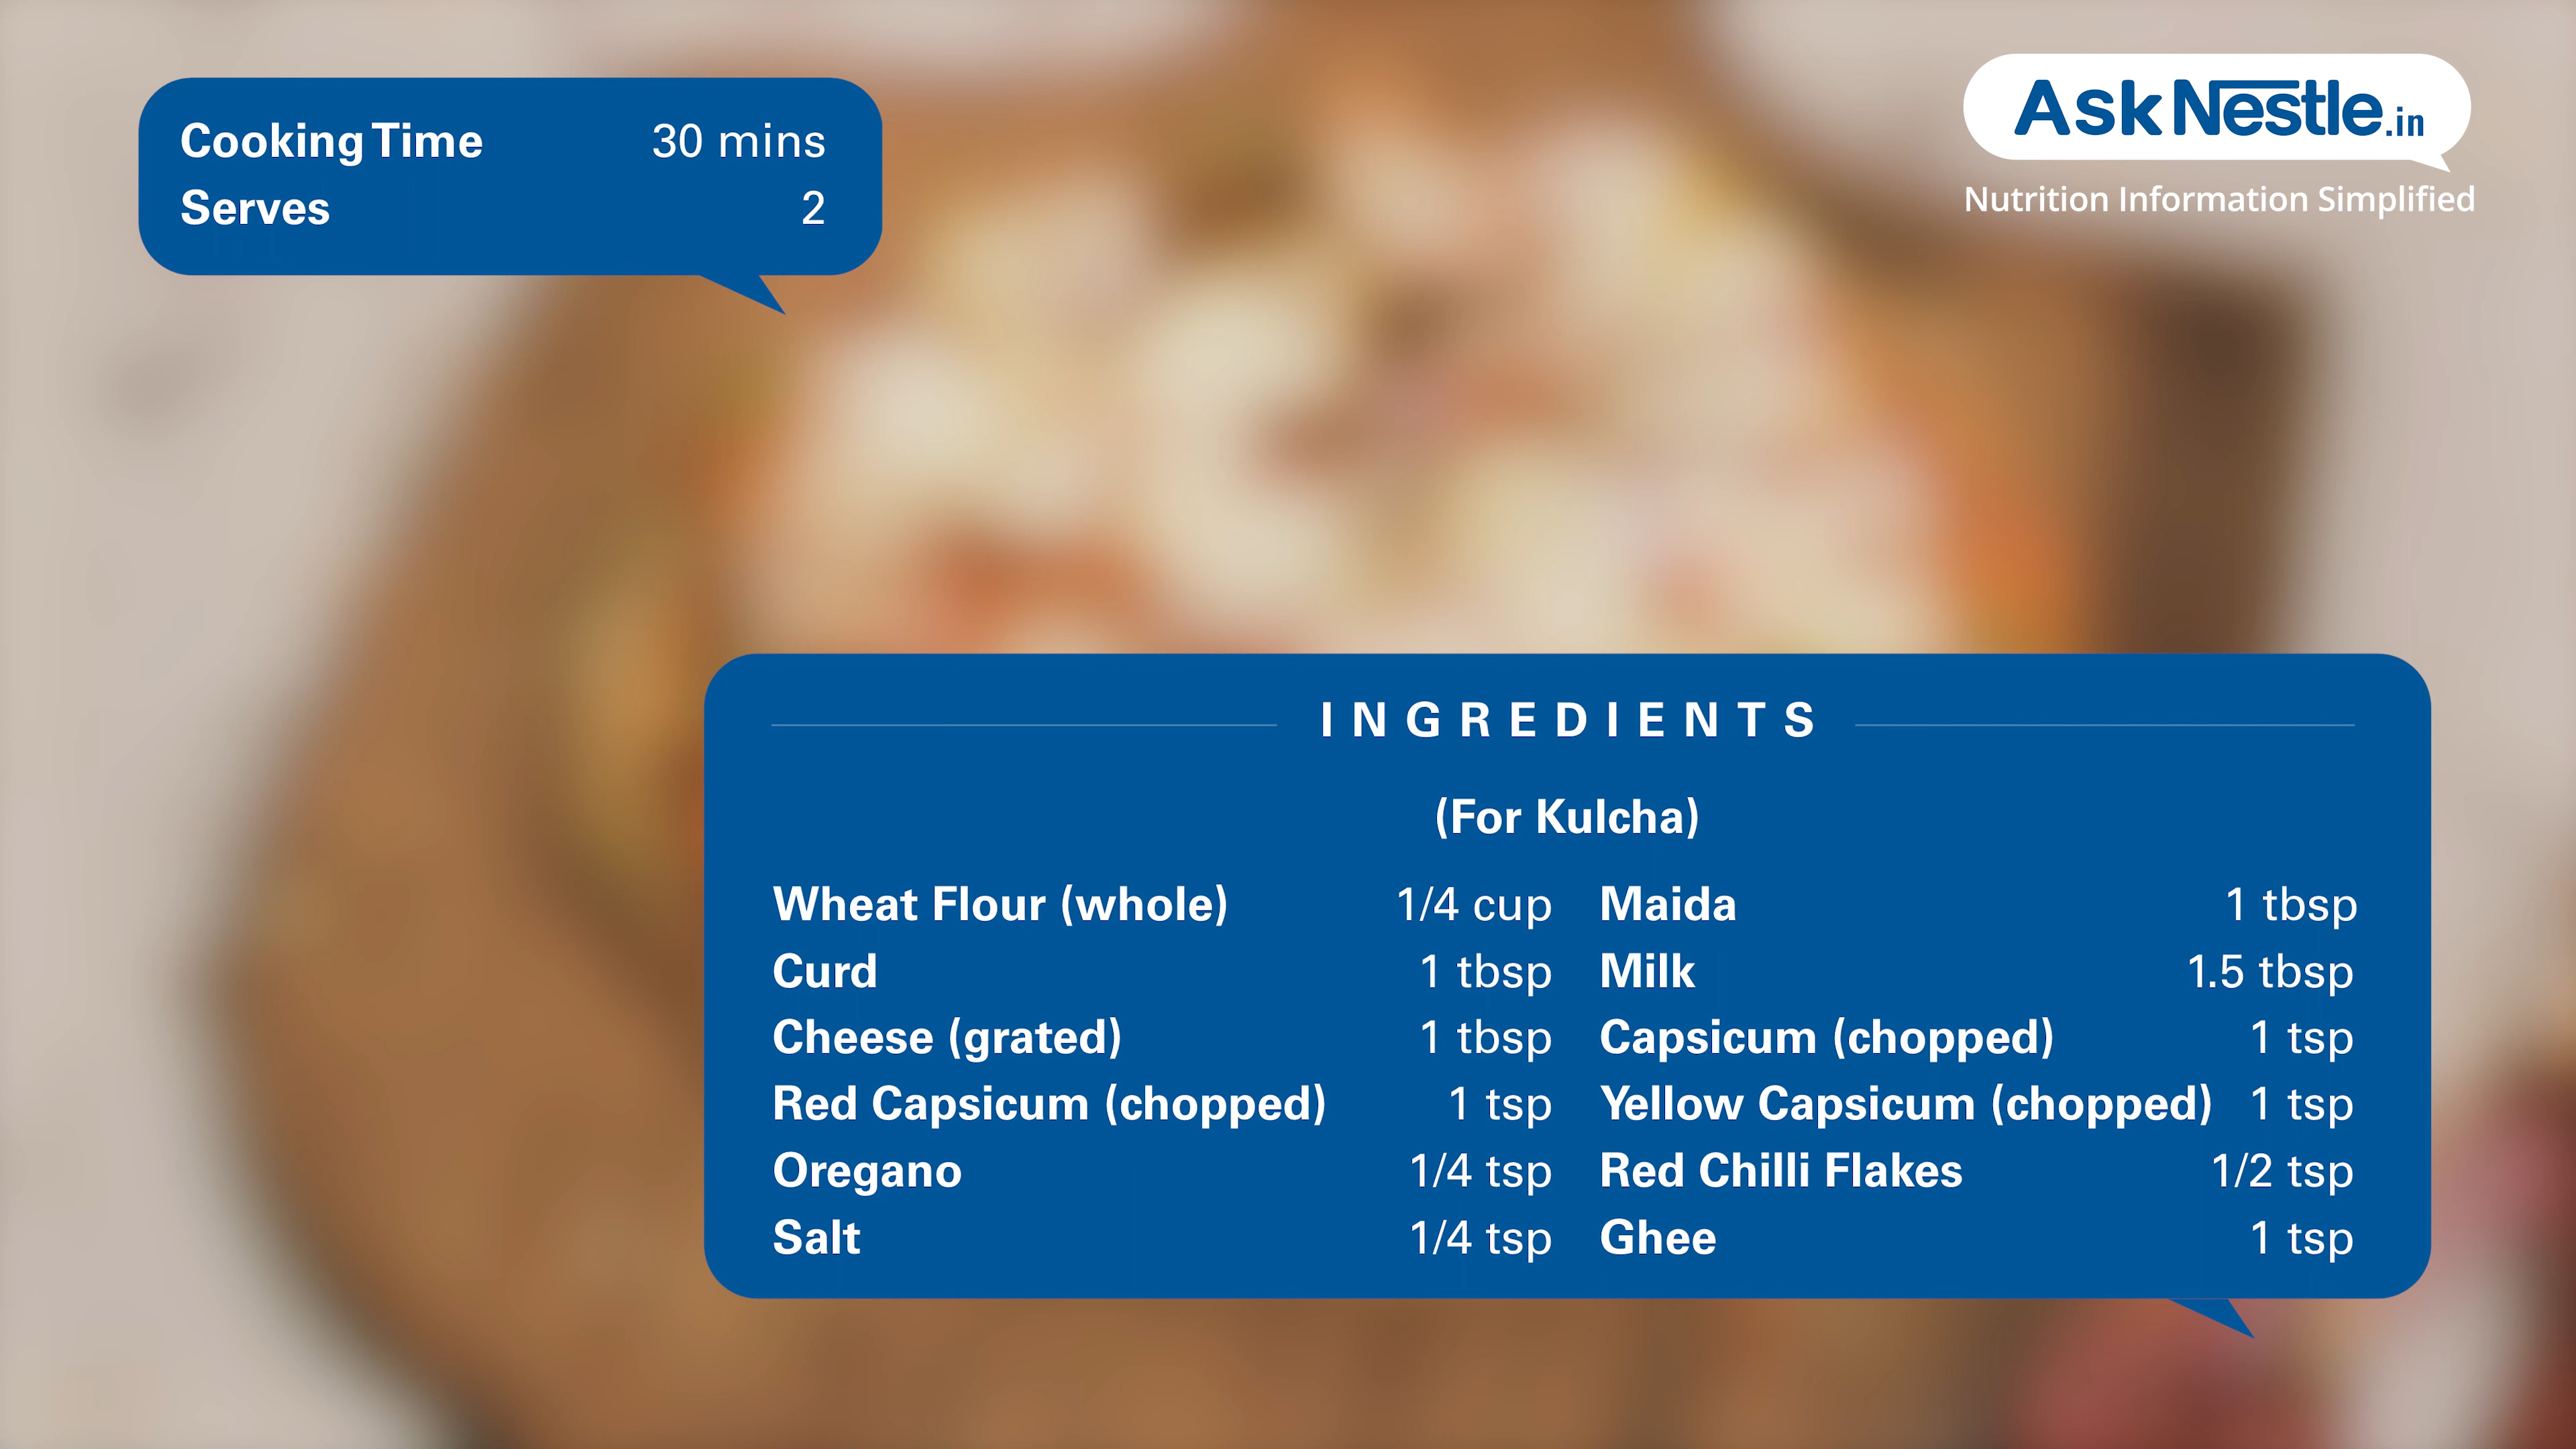 Cooking Time 30 mins
Serves 2
AskNestle.in
Nutrition Information Simplified
INGREDIENTS
(For Kulcha)
Wheat Flour (whole) 1/4 cup Maida 1 tbsp
Curd 1 tbsp Milk 1.5 tbsp
Cheese (grated) 1 tbsp Capsicum (chopped) 1 tsp
Red Capsicum (chopped) 1 tsp Yellow Capsicum (chopped) 1 tsp
Oregano 1/4 tsp Red Chilli Flakes 1/2 tsp
Salt 1/4 tsp Ghee 1 tsp